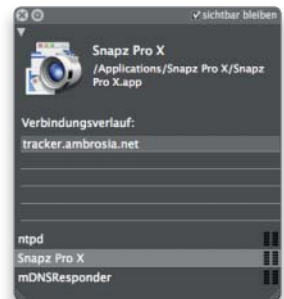 sichtbar bleiben
Snapz Pro X
/Applications/Snapz Pro X/Snapz
Pro X.app
Verbindungsverlauf:
tracker.ambrosia.net
ntpd
Snapz Pro X
mDNSResponder